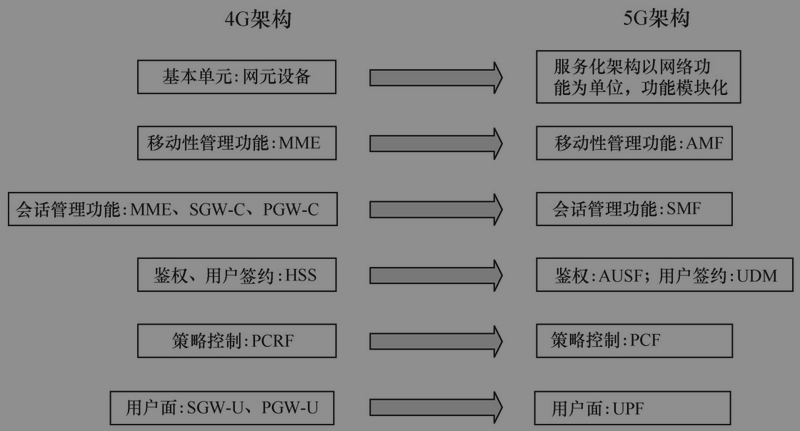 4G架构
5G架构
基本单元:网元设备
服务化架构以网络功
能为单位，功能模块化
移动性管理功能:MME
移动性管理功能:AMF
会话管理功能:MME、SGW-C、PGW-C
会话管理功能:SMF
鉴权、用户签约:HSS
鉴权:AUSF；用户签约:UDM
策略控制:PCRF
策略控制:PCF
用户面:SGW-U、PGW-U
用户面:UPF